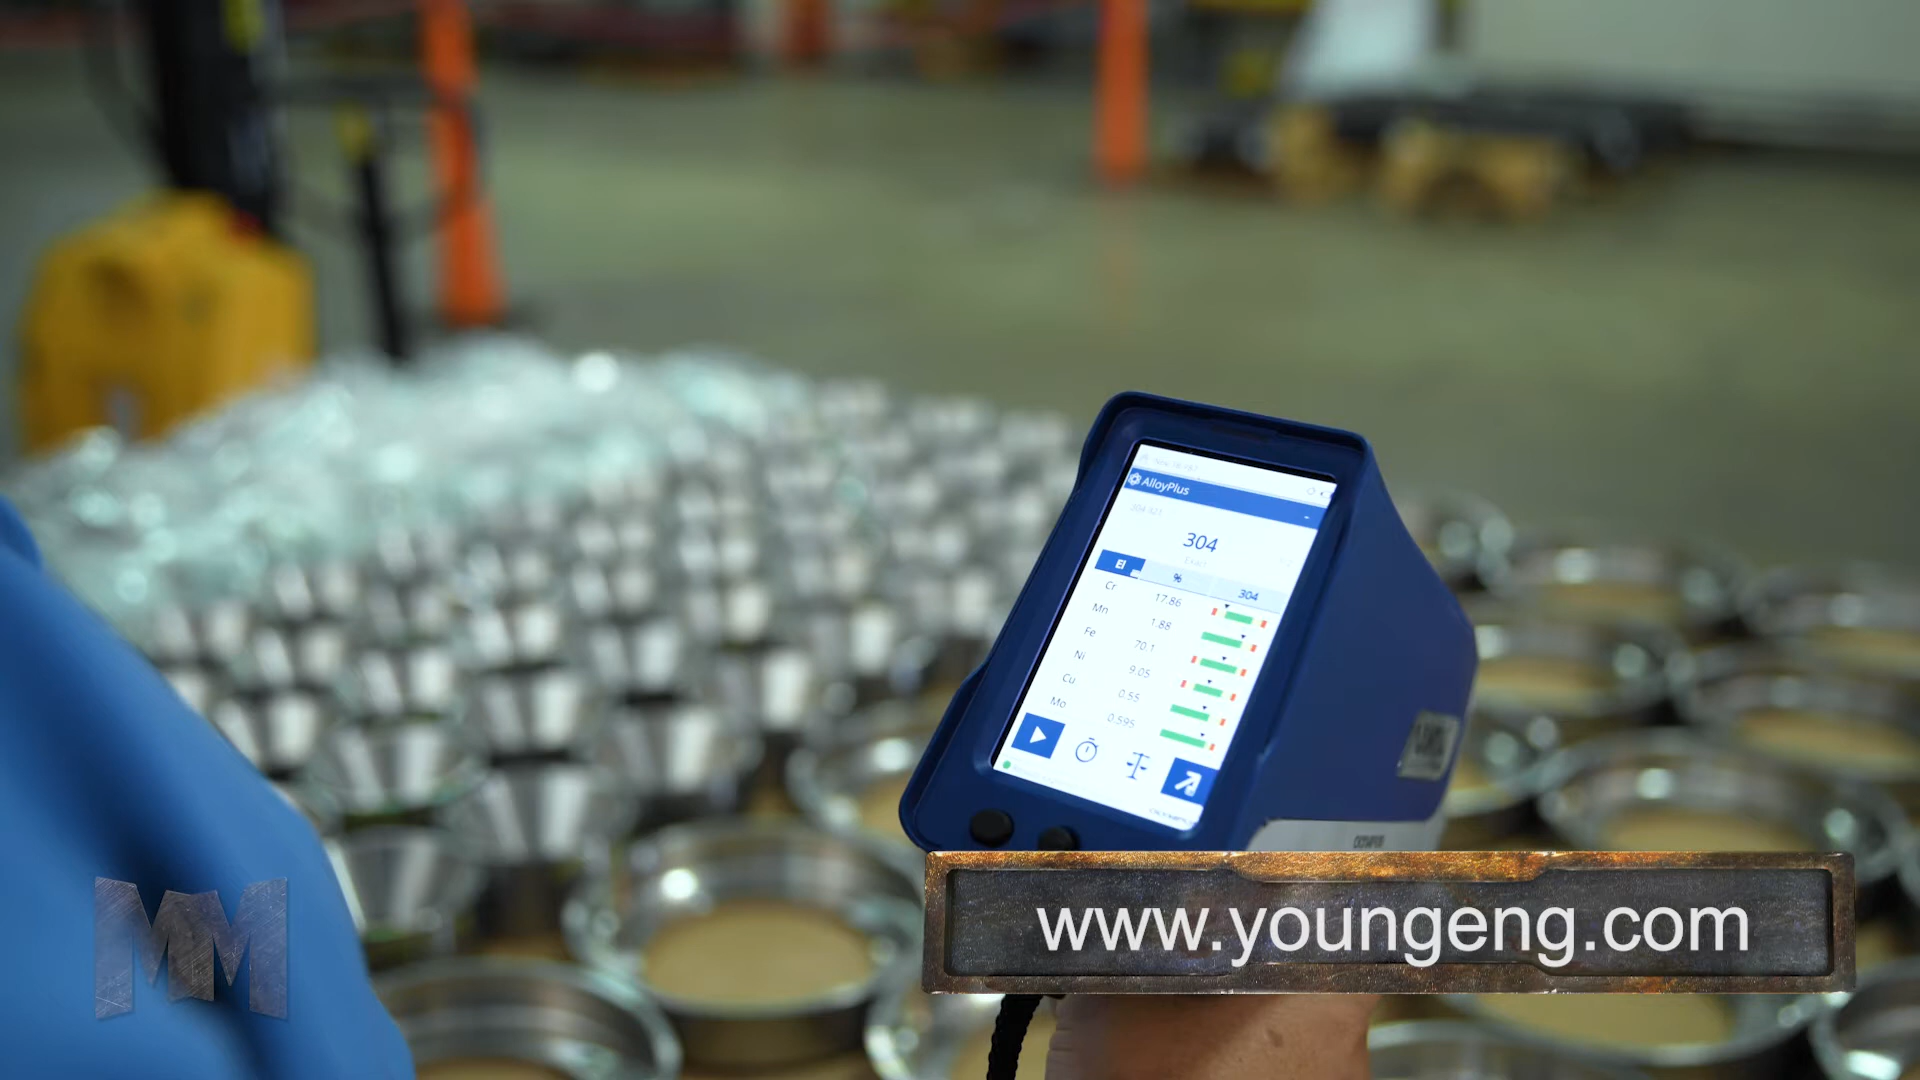 AlloyPlus
304
El % 304
Cr 17.86
Mn 1.88
Fe 70.1
Ni 9.05
Cu 0.55
Mo 0.595
www.youngeng.com
MM